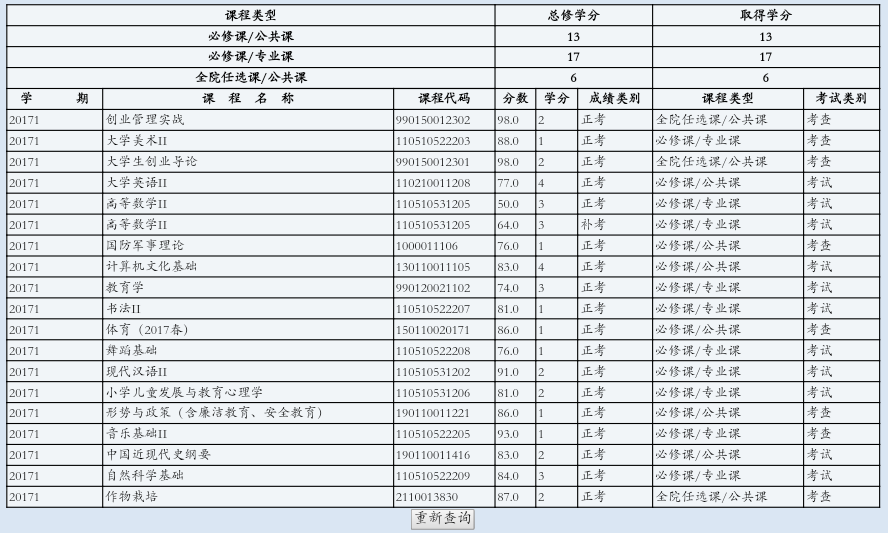 课程类型 总修学分 取得学分
必修课/公共课 13 13
必修课/专业课 17 17
全院任选课/公共课 6 6
学 期 课 程 名 称 课程代码 分数 学分 成绩类别 课程类型 考试类别
20171 创业管理实战 990150012302 98.0 2 正考 全院任选课/公共课 考查
20171 大学美术II 110510522203 88.0 1 正考 必修课/专业课 考查
20171 大学生创业导论 990150012301 98.0 2 正考 全院任选课/公共课 考查
20171 大学英语II 110210011208 77.0 4 正考 必修课/公共课 考试
20171 高等数学II 110510531205 50.0 3 正考 必修课/专业课 考试
20171 高等数学II 110510531205 64.0 3 补考 必修课/专业课 考试
20171 国防军事理论 1000011106 76.0 1 正考 必修课/公共课 考查
20171 计算机文化基础 130110011105 83.0 4 正考 必修课/公共课 考试
20171 教育学 990120021102 74.0 3 正考 必修课/专业课 考试
20171 书法II 110510522207 81.0 1 正考 必修课/专业课 考试
20171 体育（2017春） 150110020171 86.0 1 正考 必修课/公共课 考查
20171 舞蹈基础 110510522208 76.0 1 正考 必修课/专业课 考试
20171 现代汉语II 110510531202 91.0 2 正考 必修课/专业课 考试
20171 小学儿童发展与教育心理学 110510531206 81.0 2 正考 必修课/专业课 考试
20171 形势与政策（含廉洁教育、安全教育） 190110011221 86.0 1 正考 必修课/公共课 考查
20171 音乐基础II 110510522205 93.0 1 正考 必修课/专业课 考查
20171 中国近现代史纲要 190110011416 83.0 2 正考 必修课/公共课 考试
20171 自然科学基础 110510522209 84.0 3 正考 必修课/专业课 考试
20171 作物栽培 2110013830 87.0 2 正考 全院任选课/公共课 考查
重新查询